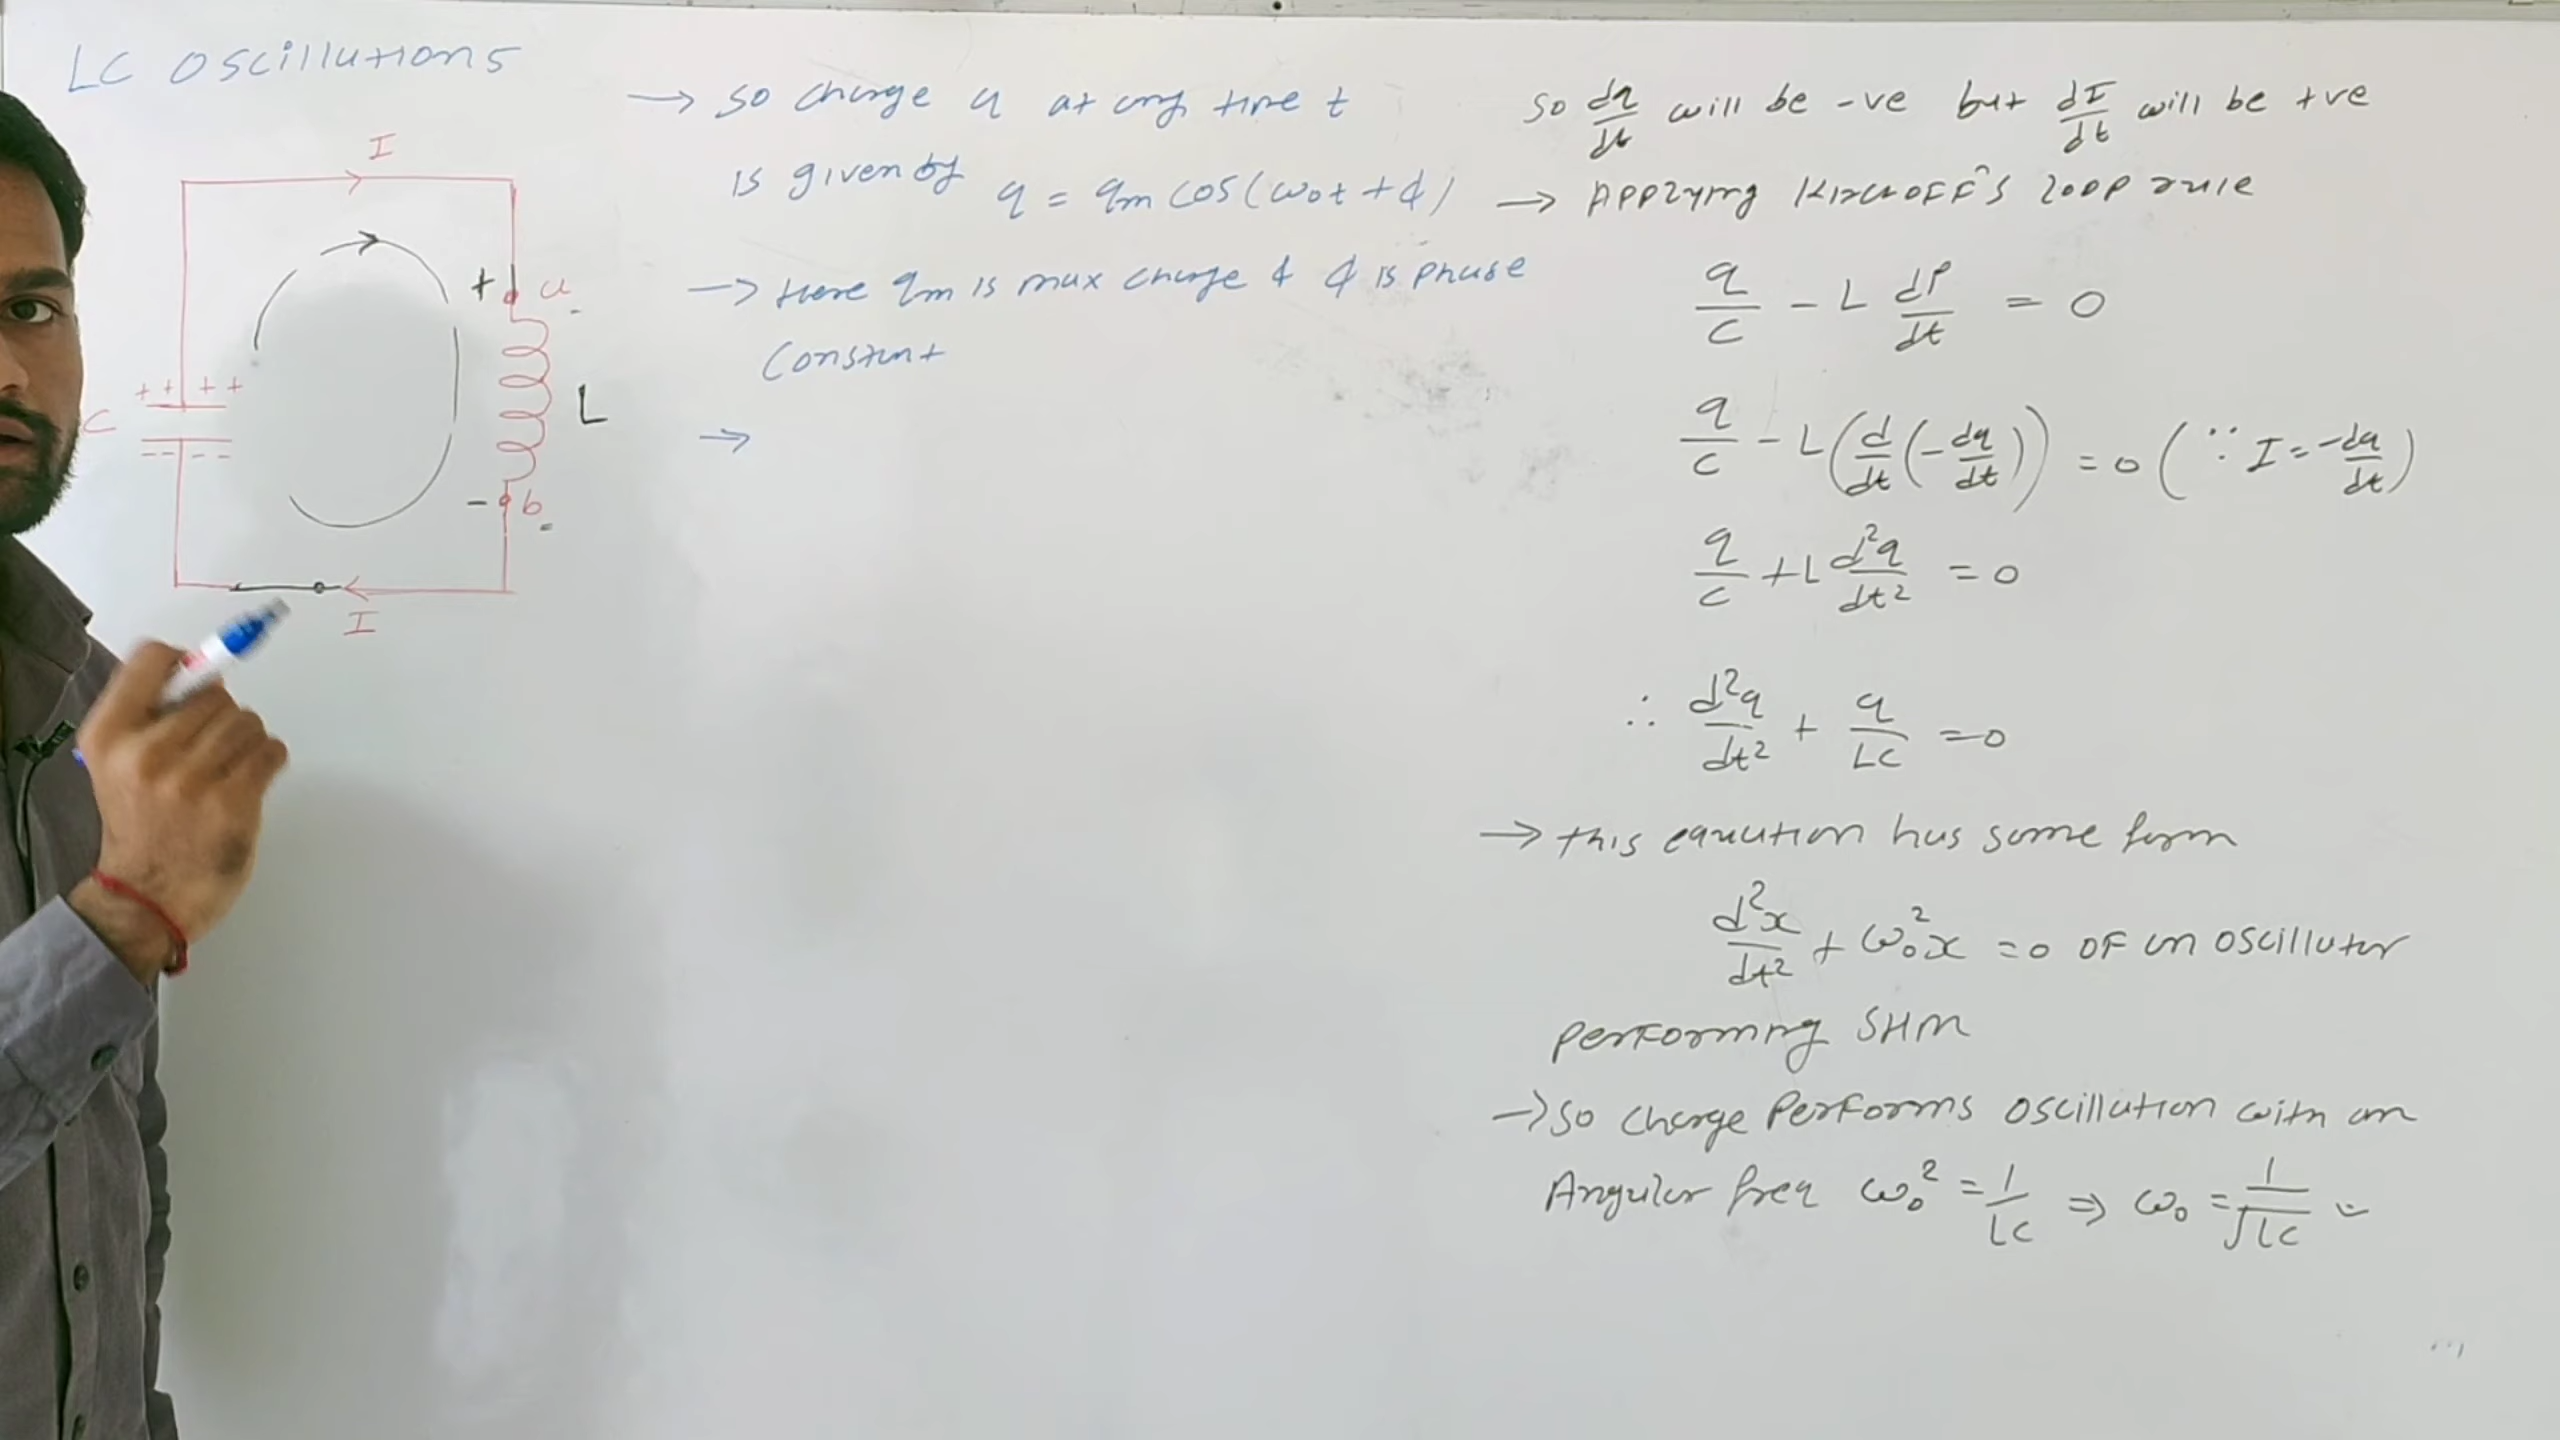 LC Oscillations
I
+ + + +
C
- - - -
+ a
L
- b
I
→ So charge q at any time t
is given by q = qm cos(ω₀t + ϕ)
→ Here qm is max charge & ϕ is phase
constant
→
So dq/dt will be -ve but dI/dt will be +ve
→ Applying Kirchoff's loop rule
q/C - L dI/dt = 0
q/C - L(d/dt(-dq/dt)) = 0 (∵ I = -dq/dt)
q/C + L d²q/dt² = 0
∴ d²q/dt² + q/LC = 0
→ This equation has same form
d²x/dt² + ω₀²x = 0 of an oscillator
performing SHM
→ So charge performs oscillation with an
Angular freq ω₀² = 1/LC ⇒ ω₀ = 1/√LC